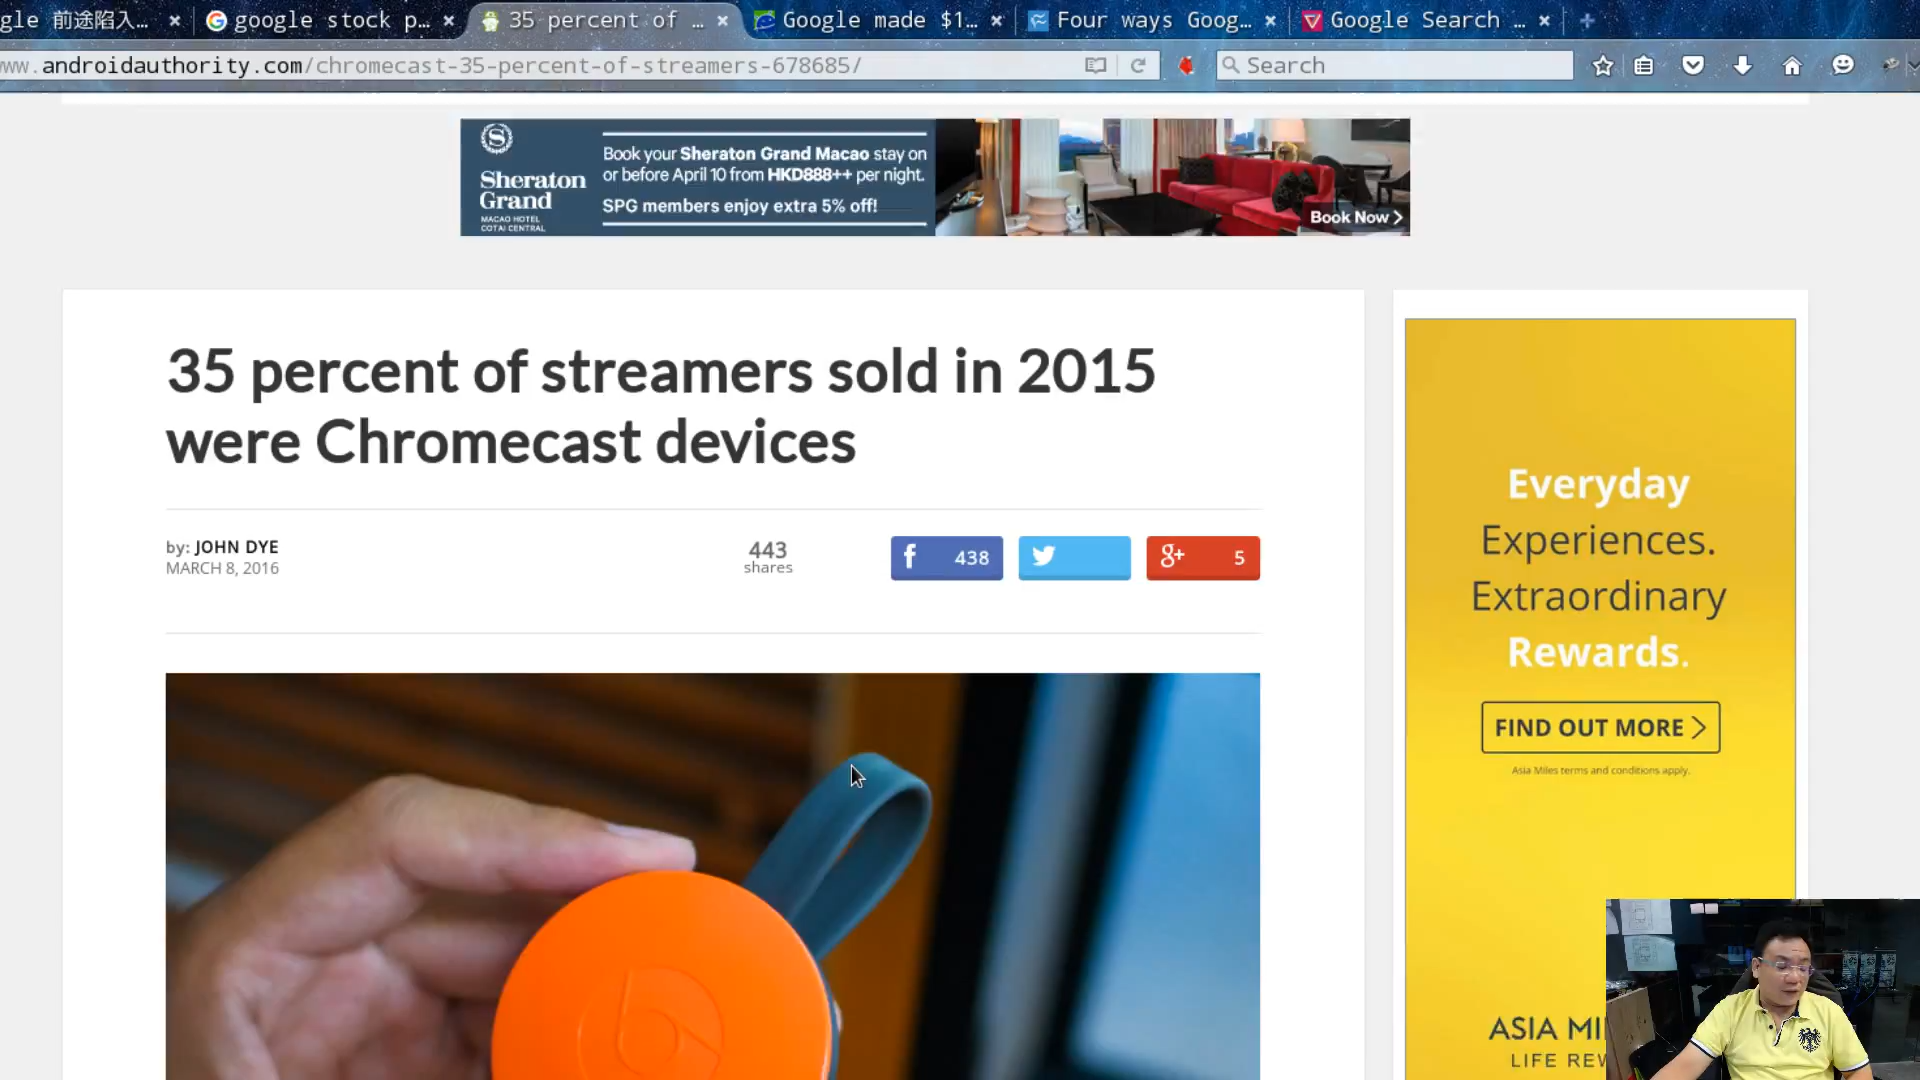 gle 前途陷入...
google stock p...
35 percent of ...
Google made $1...
Four ways Goog...
Google Search ...
ww.androidauthority.com/chromecast-35-percent-of-streamers-678685/
Search
Sheraton
Grand
MACAO HOTEL
COTAI CENTRAL
Book your Sheraton Grand Macao stay on
or before April 10 from HKD888++ per night.
SPG members enjoy extra 5% off!
Book Now
35 percent of streamers sold in 2015
were Chromecast devices
by: JOHN DYE
MARCH 8, 2016
443
shares
438
g+ 5
Everyday
Experiences.
Extraordinary
Rewards.
FIND OUT MORE
Asia Miles terms and conditions apply.
ASIA MI
LIFE REW